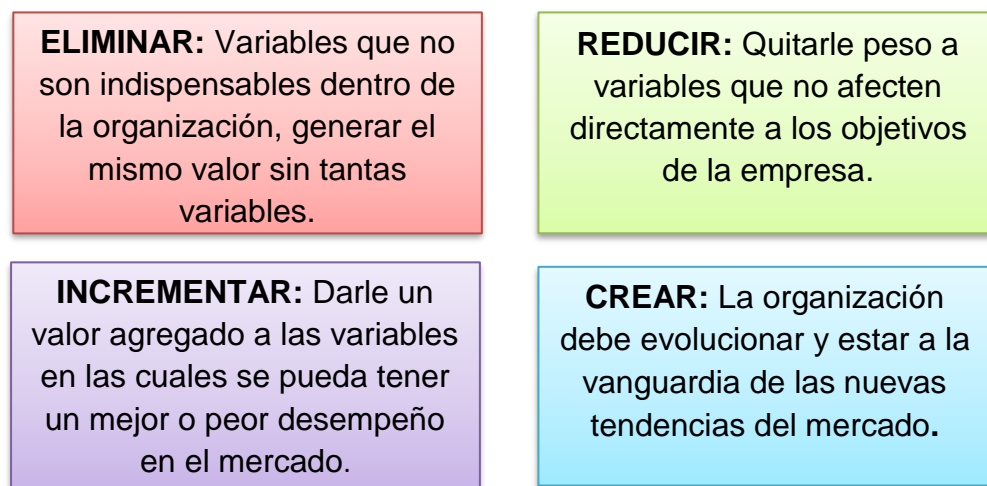 ELIMINAR: Variables que no
son indispensables dentro de
la organización, generar el
mismo valor sin tantas
variables.
REDUCIR: Quitarle peso a
variables que no afecten
directamente a los objetivos
de la empresa.
INCREMENTAR: Darle un
valor agregado a las variables
en las cuales se pueda tener
un mejor o peor desempeño
en el mercado.
CREAR: La organización
debe evolucionar y estar a la
vanguardia de las nuevas
tendencias del mercado.